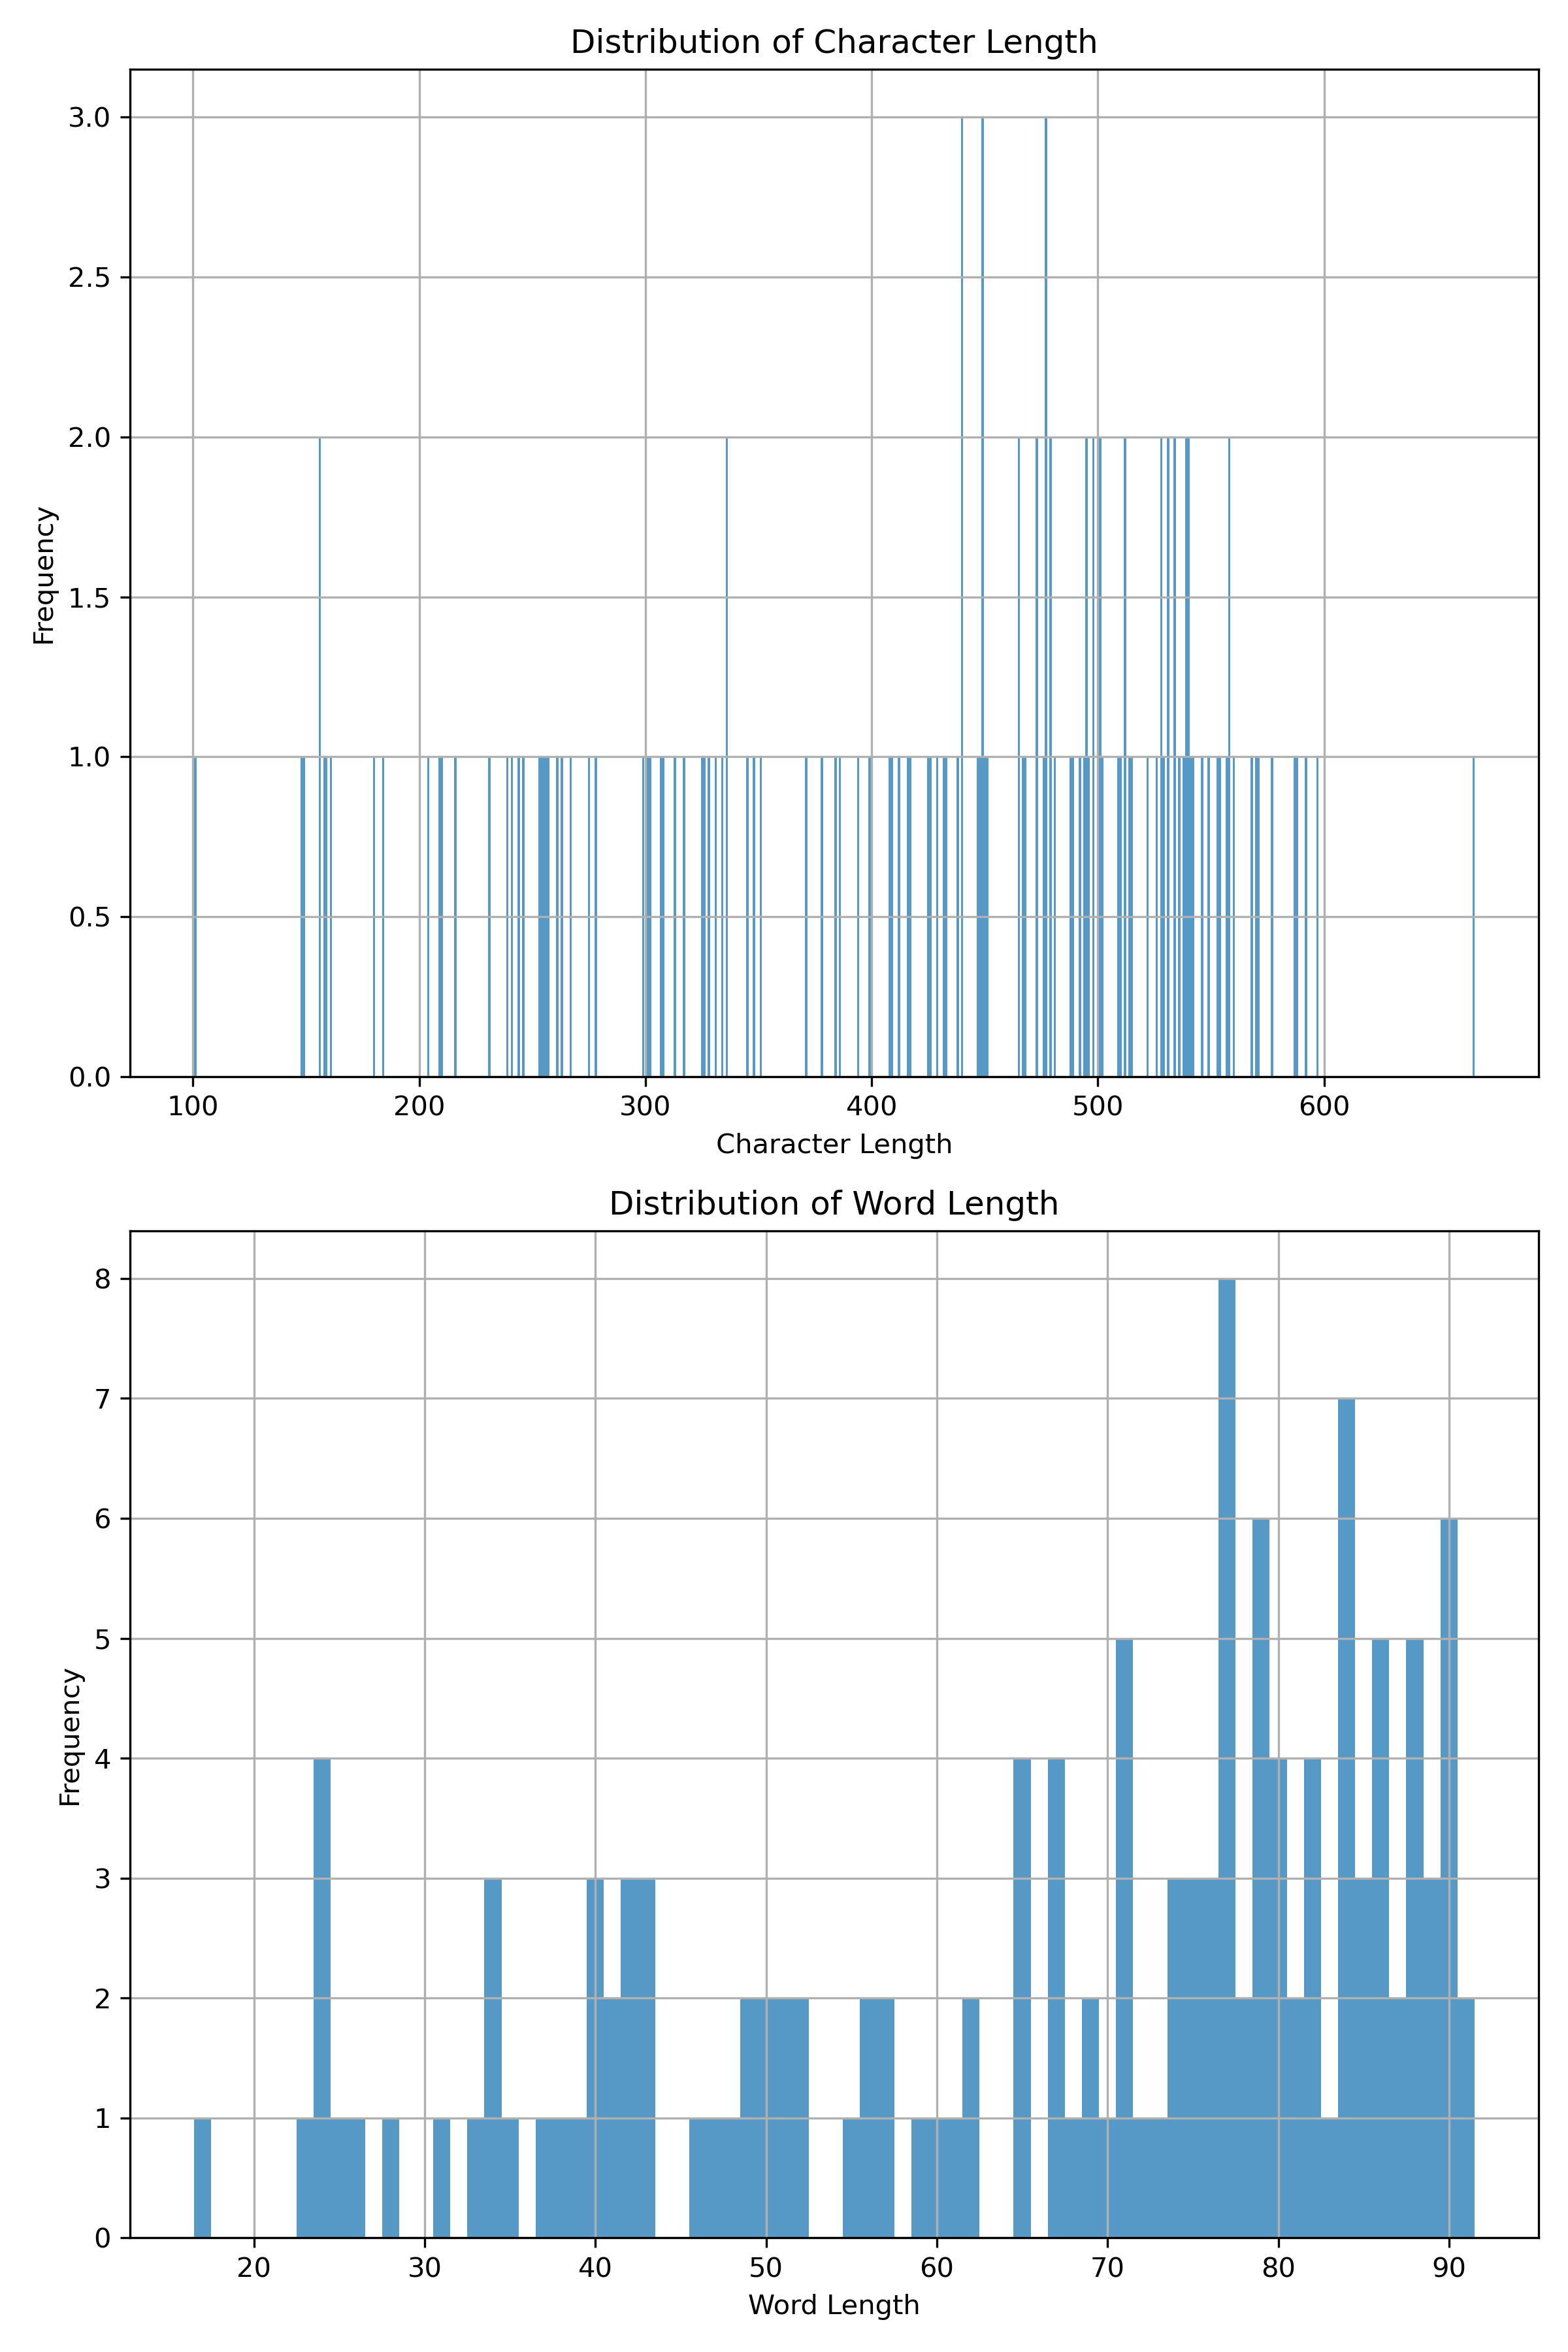 Distribution of Character Length
3.0
2.5
2.0
1.5
1.0
0.5
0.0
Frequency
100 200 300 400 500 600
Character Length
Distribution of Word Length
8
7
6
5
4
3
2
1
0
Frequency
20 30 40 50 60 70 80 90
Word Length